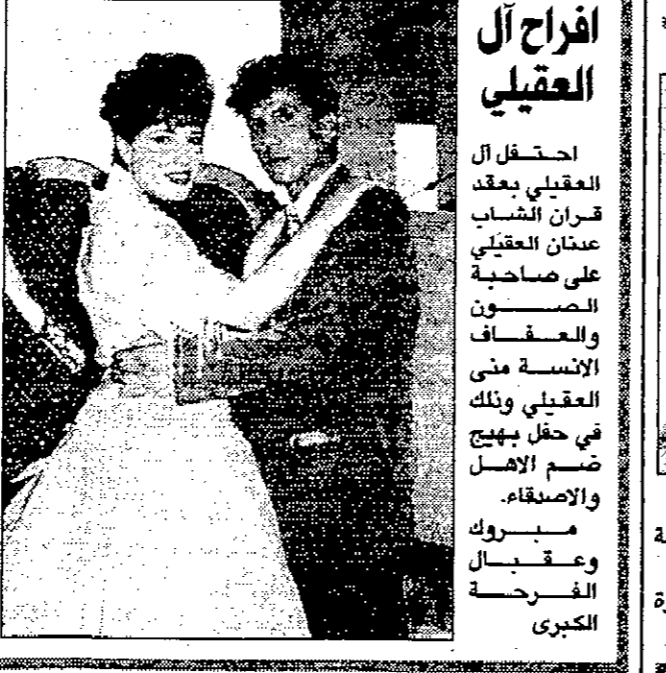 افراح آل
العقيلي
احتفل آل
العقيلي بعقد
قران الشاب
عدنان العقيلي
على صاحبة
الصون
والعفاف
الانسة منى
العقيلي وذلك
في حفل بهيج
ضم الاهل
والاصدقاء.
مبروك
وعقبال
الفرحة
الكبرى